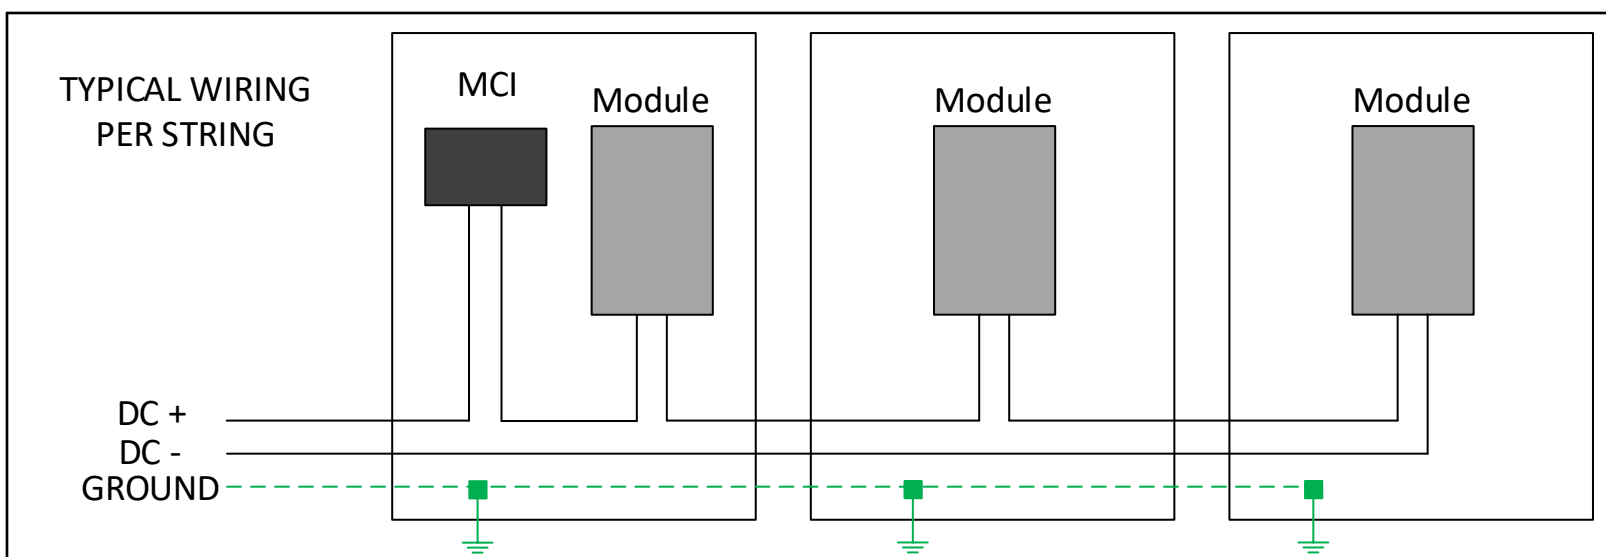 TYPICAL WIRING
PER STRING
MCI
Module
Module
Module
DC +
DC -
GROUND